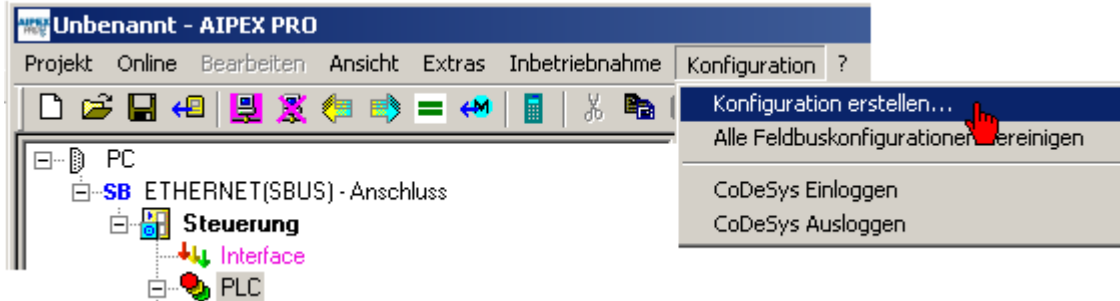 Unbenannt - AIPEX PRO
Projekt Online Bearbeiten Ansicht Extras Inbetriebnahme Konfiguration ?
Konfiguration erstellen...
Alle Feldbuskonfigurationen bereinigen
PC
SB ETHERNET(SBUS) - Anschluss
CoDeSys Einloggen
Steuerung
CoDeSys Ausloggen
Interface
PLC